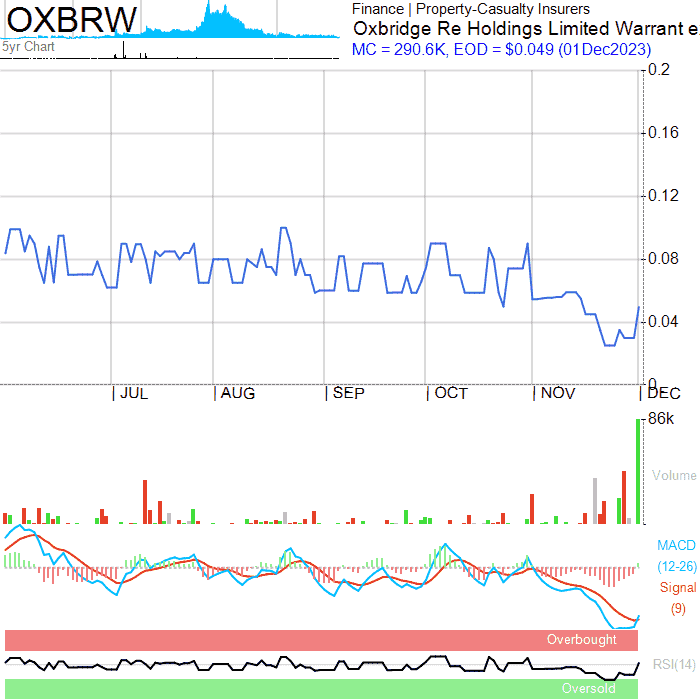 OXBRW
5yr Chart
Finance | Property-Casualty Insurers
Oxbridge Re Holdings Limited Warrant e
MC = 290.6K, EOD = $0.049 (01Dec2023)
0.2
0.16
0.12
0.08
0.04
0
| JUL | AUG | SEP | OCT | NOV | DEC
86k
Volume
MACD
(12-26)
Signal
(9)
Overbought
RSI(14)
Oversold